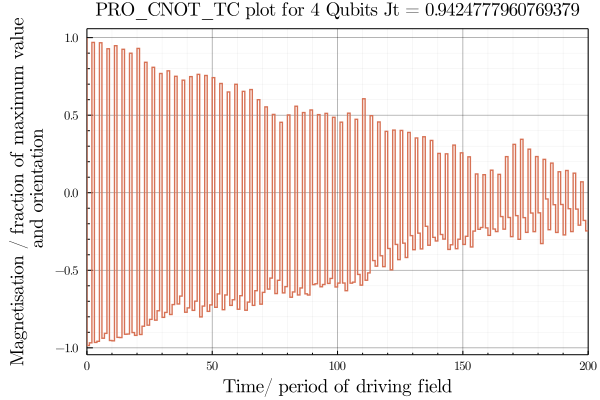 PRO_CNOT_TC plot for 4 Qubits Jt = 0.9424777960769379
Magnetisation / fraction of maximum value
and orientation
1.0
0.5
0.0
−0.5
−1.0
0 50 100 150 200
Time/ period of driving field